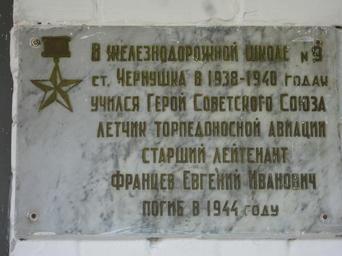 В ЖЕЛЕЗНОДОРОЖНОЙ ШКОЛЕ №9
СТ. ЧЕРНУШКА В 1938-1940 ГОДАХ
УЧИЛСЯ ГЕРОЙ СОВЕТСКОГО СОЮЗА
ЛЕТЧИК ТОРПЕДОНОСНОЙ АВИАЦИИ
СТАРШИЙ ЛЕЙТЕНАНТ
ФРАНЦЕВ ЕВГЕНИЙ ИВАНОВИЧ
ПОГИБ В 1944 ГОДУ